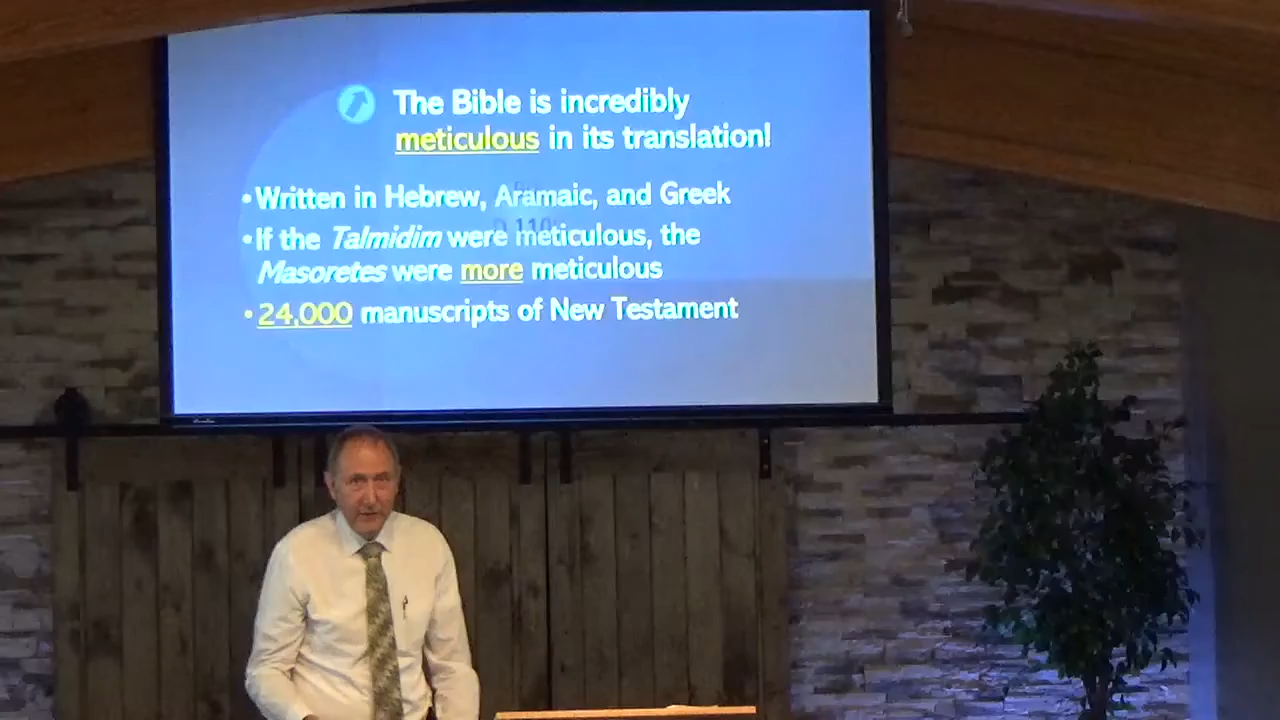 The Bible is incredibly
meticulous in its translation!
•Written in Hebrew, Aramaic, and Greek
•If the Talmidim were meticulous, the
Masoretes were more meticulous
•24,000 manuscripts of New Testament